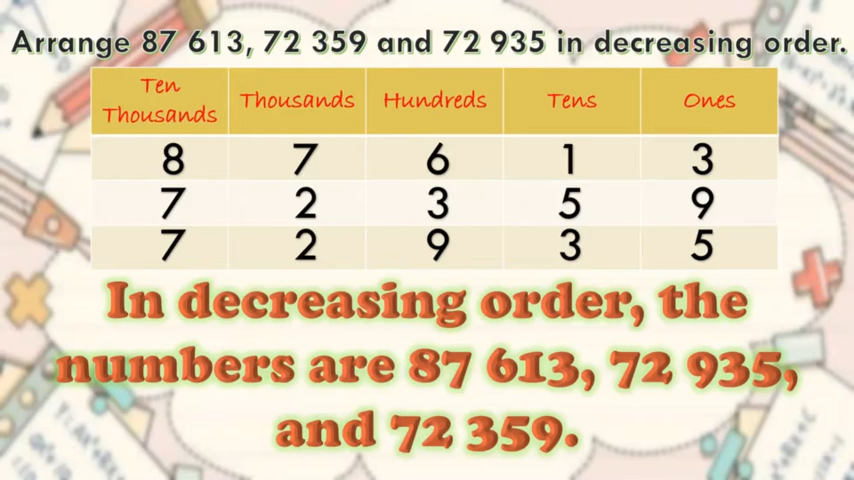 Arrange 87 613, 72 359 and 72 935 in decreasing order.
Ten Thousands Thousands Hundreds Tens Ones
8 7 6 1 3
7 2 3 5 9
7 2 9 3 5
In decreasing order, the
numbers are 87 613, 72 935,
and 72 359.